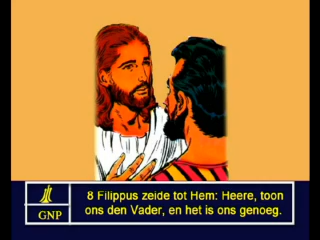 8 Filippus zeide tot Hem: Heere, toon
ons den Vader, en het is ons genoeg.
GNP